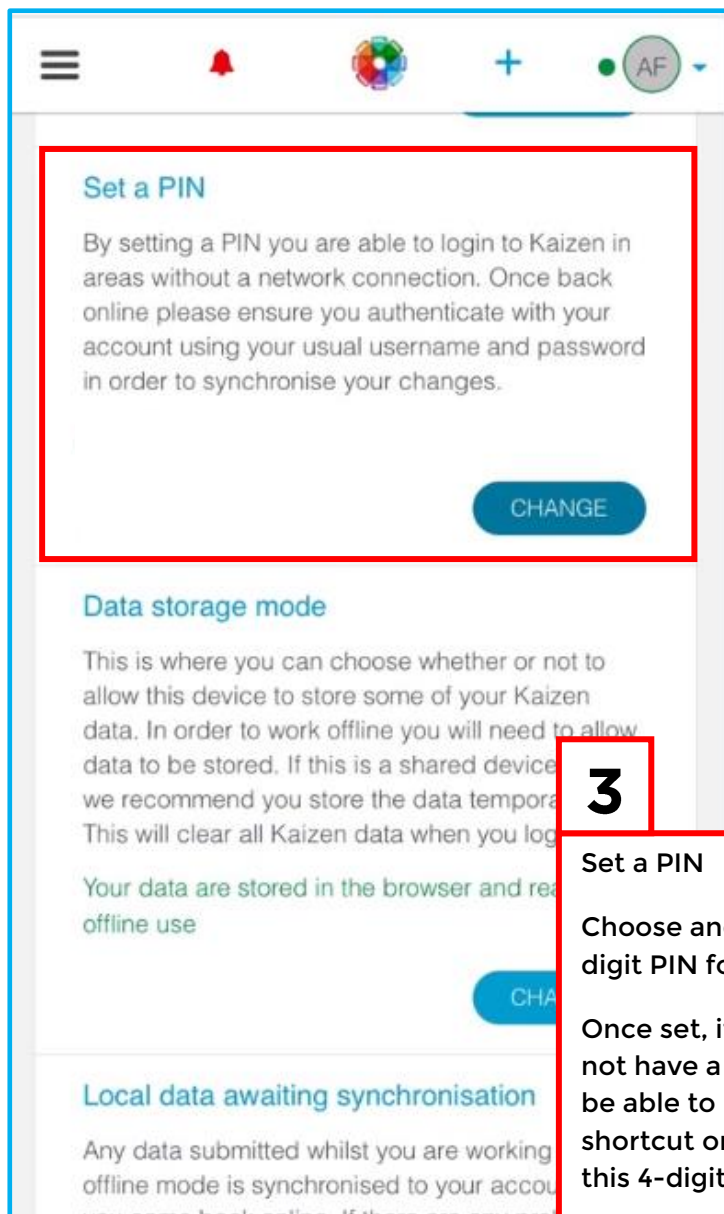 AF
Set a PIN
By setting a PIN you are able to login to Kaizen in
areas without a network connection. Once back
online please ensure you authenticate with your
account using your usual username and password
in order to synchronise your changes.
CHANGE
Data storage mode
This is where you can choose whether or not to
allow this device to store some of your Kaizen
data. In order to work offline you will need to allow
data to be stored. If this is a shared device
we recommend you store the data tempora
This will clear all Kaizen data when you log
Your data are stored in the browser and rea
offline use
CHA
Local data awaiting synchronisation
Any data submitted whilst you are working
offline mode is synchronised to your accou
3
Set a PIN
Choose an
digit PIN fo
Once set, i
not have a
be able to
shortcut o
this 4-digit